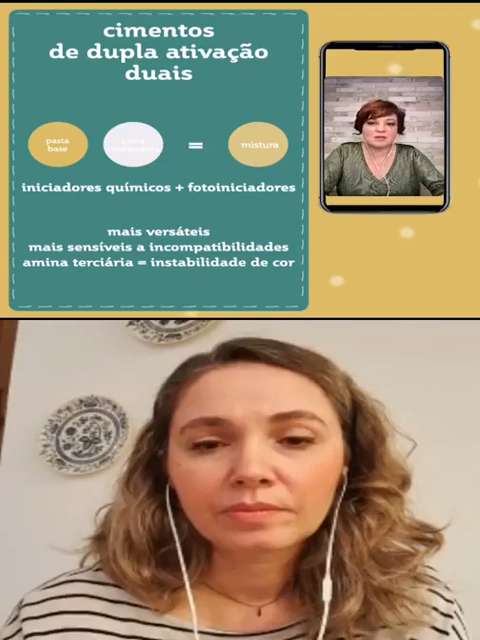 cimentos
de dupla ativação
duais
pasta
base
=
mistura
iniciadores químicos + fotoiniciadores
mais versáteis
mais sensíveis a incompatibilidades
amina terciária = instabilidade de cor